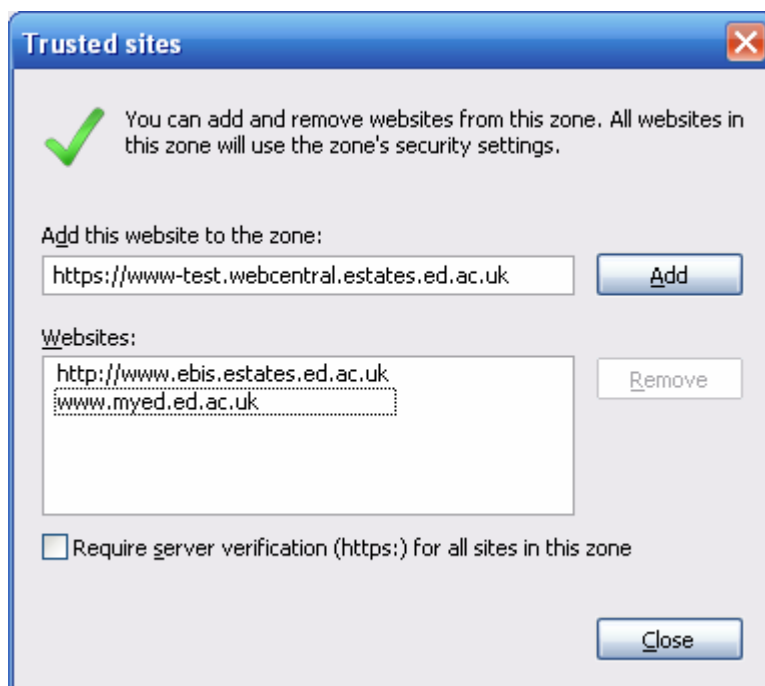 Trusted sites
You can add and remove websites from this zone. All websites in
this zone will use the zone's security settings.
Add this website to the zone:
https://www-test.webcentral.estates.ed.ac.uk
Add
Websites:
http://www.ebis.estates.ed.ac.uk
www.myed.ed.ac.uk
Remove
Require server verification (https:) for all sites in this zone
Close